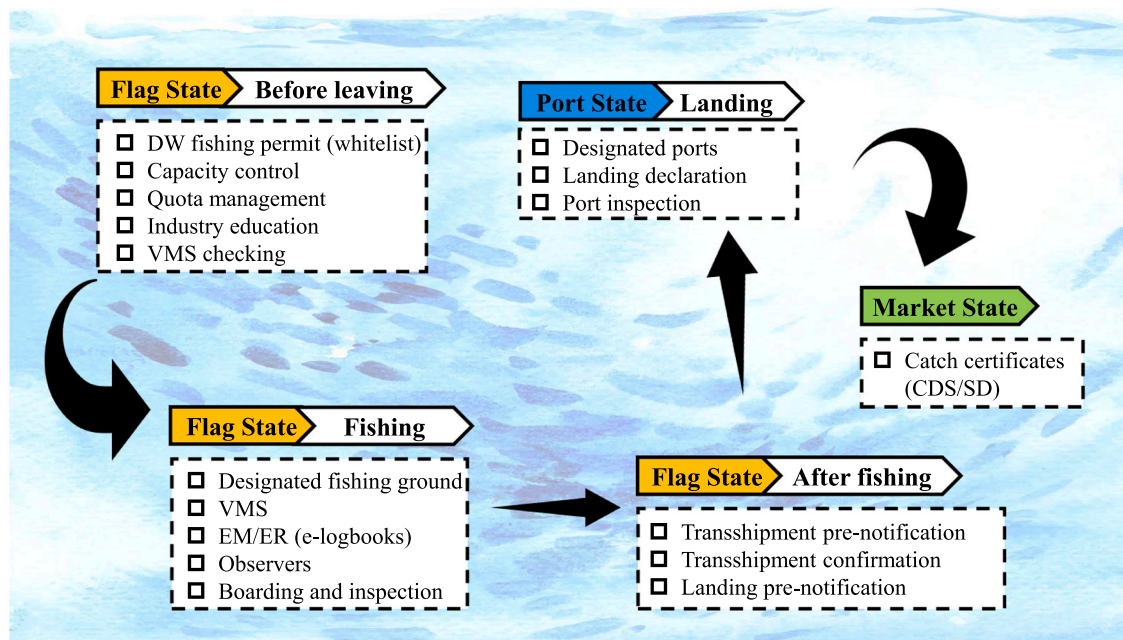 Flag State Before leaving
DW fishing permit (whitelist)
Capacity control
Quota management
Industry education
VMS checking
Flag State Fishing
Designated fishing ground
VMS
EM/ER (e-logbooks)
Observers
Boarding and inspection
Flag State After fishing
Transshipment pre-notification
Transshipment confirmation
Landing pre-notification
Port State Landing
Designated ports
Landing declaration
Port inspection
Market State
Catch certificates
(CDS/SD)